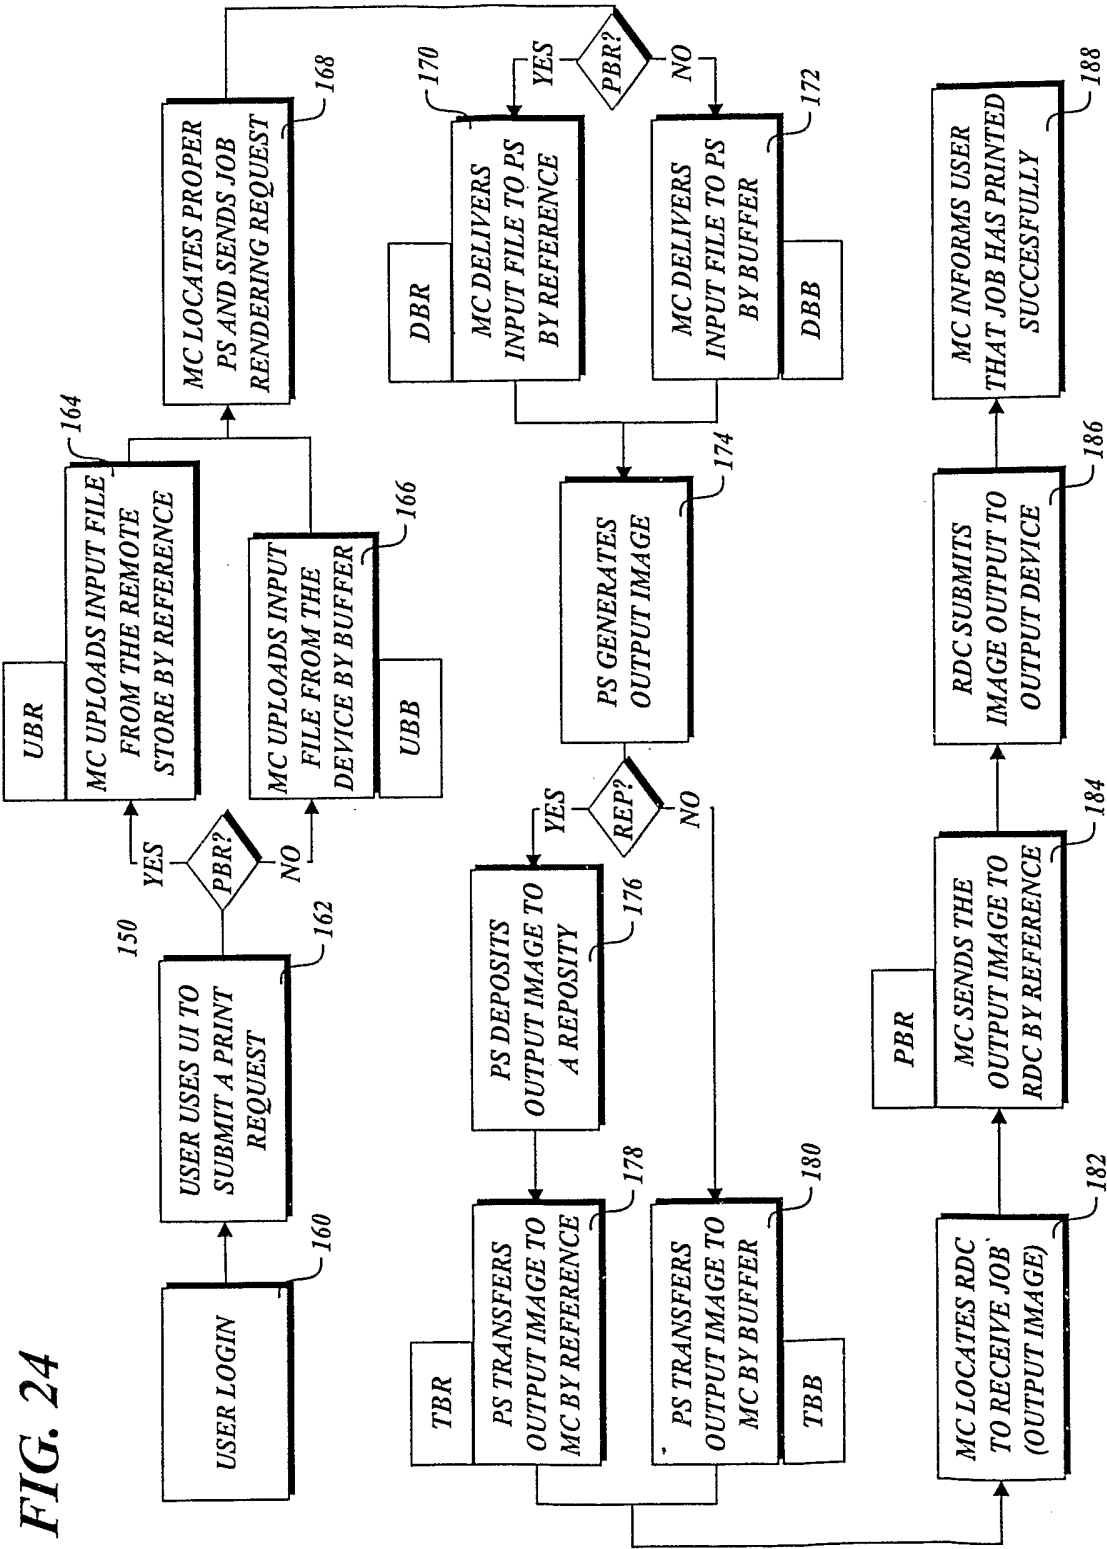 FIG. 24
USER LOGIN
160
USER USES UI TO
SUBMIT A PRINT
REQUEST
162
150
PBR?
YES
NO
UBR
MC UPLOADS INPUT FILE
FROM THE REMOTE
STORE BY REFERENCE
164
MC UPLOADS INPUT
FILE FROM THE
DEVICE BY BUFFER
166
UBB
MC LOCATES PROPER
PS AND SENDS JOB
RENDERING REQUEST
168
PBR?
YES
NO
170
DBR
MC DELIVERS
INPUT FILE TO PS
BY REFERENCE
MC DELIVERS
INPUT FILE TO PS
BY BUFFER
172
DBB
PS GENERATES
OUTPUT IMAGE
174
REP?
YES
NO
PS DEPOSITS
OUTPUT IMAGE TO
A REPOSITY
176
TBR
PS TRANSFERS
OUTPUT IMAGE TO
MC BY REFERENCE
178
PS TRANSFERS
OUTPUT IMAGE TO
MC BY BUFFER
180
TBB
MC LOCATES RDC
TO RECEIVE JOB
(OUTPUT IMAGE)
182
PBR
MC SENDS THE
OUTPUT IMAGE TO
RDC BY REFERENCE
184
RDC SUBMITS
IMAGE OUTPUT TO
OUTPUT DEVICE
186
MC INFORMS USER
THAT JOB HAS PRINTED
SUCCESFULLY
188